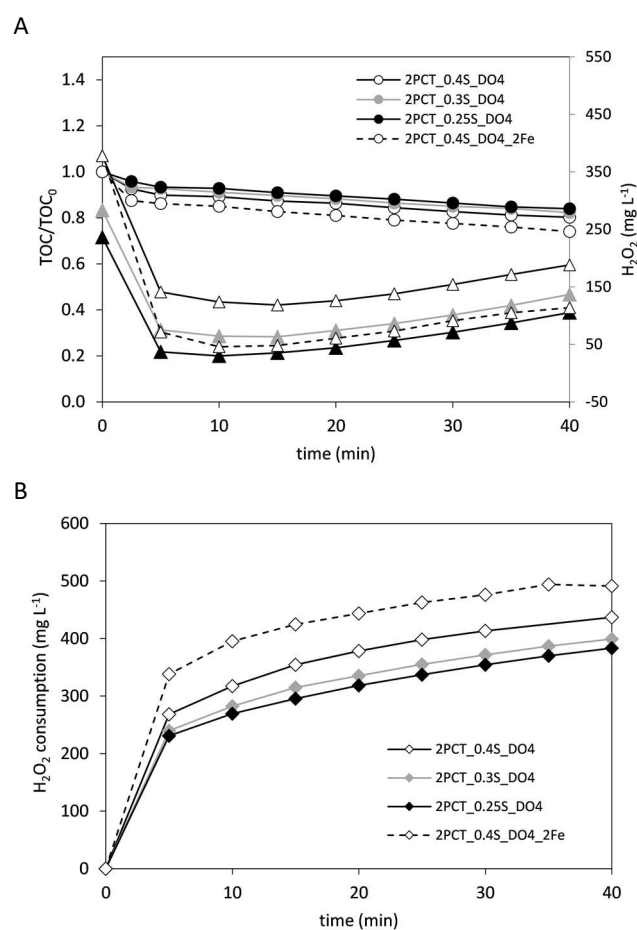 A
TOC/TOC₀
1.4
1.2
1.0
0.8
0.6
0.4
0.2
0.0
550
450
350
250
150
50
-50
H₂O₂ (mg L⁻¹)
2PCT_0.4S_DO4
2PCT_0.3S_DO4
2PCT_0.25S_DO4
2PCT_0.4S_DO4_2Fe
0 10 20 30 40
time (min)
B
H₂O₂ consumption (mg L⁻¹)
600
500
400
300
200
100
0
2PCT_0.4S_DO4
2PCT_0.3S_DO4
2PCT_0.25S_DO4
2PCT_0.4S_DO4_2Fe
0 10 20 30 40
time (min)